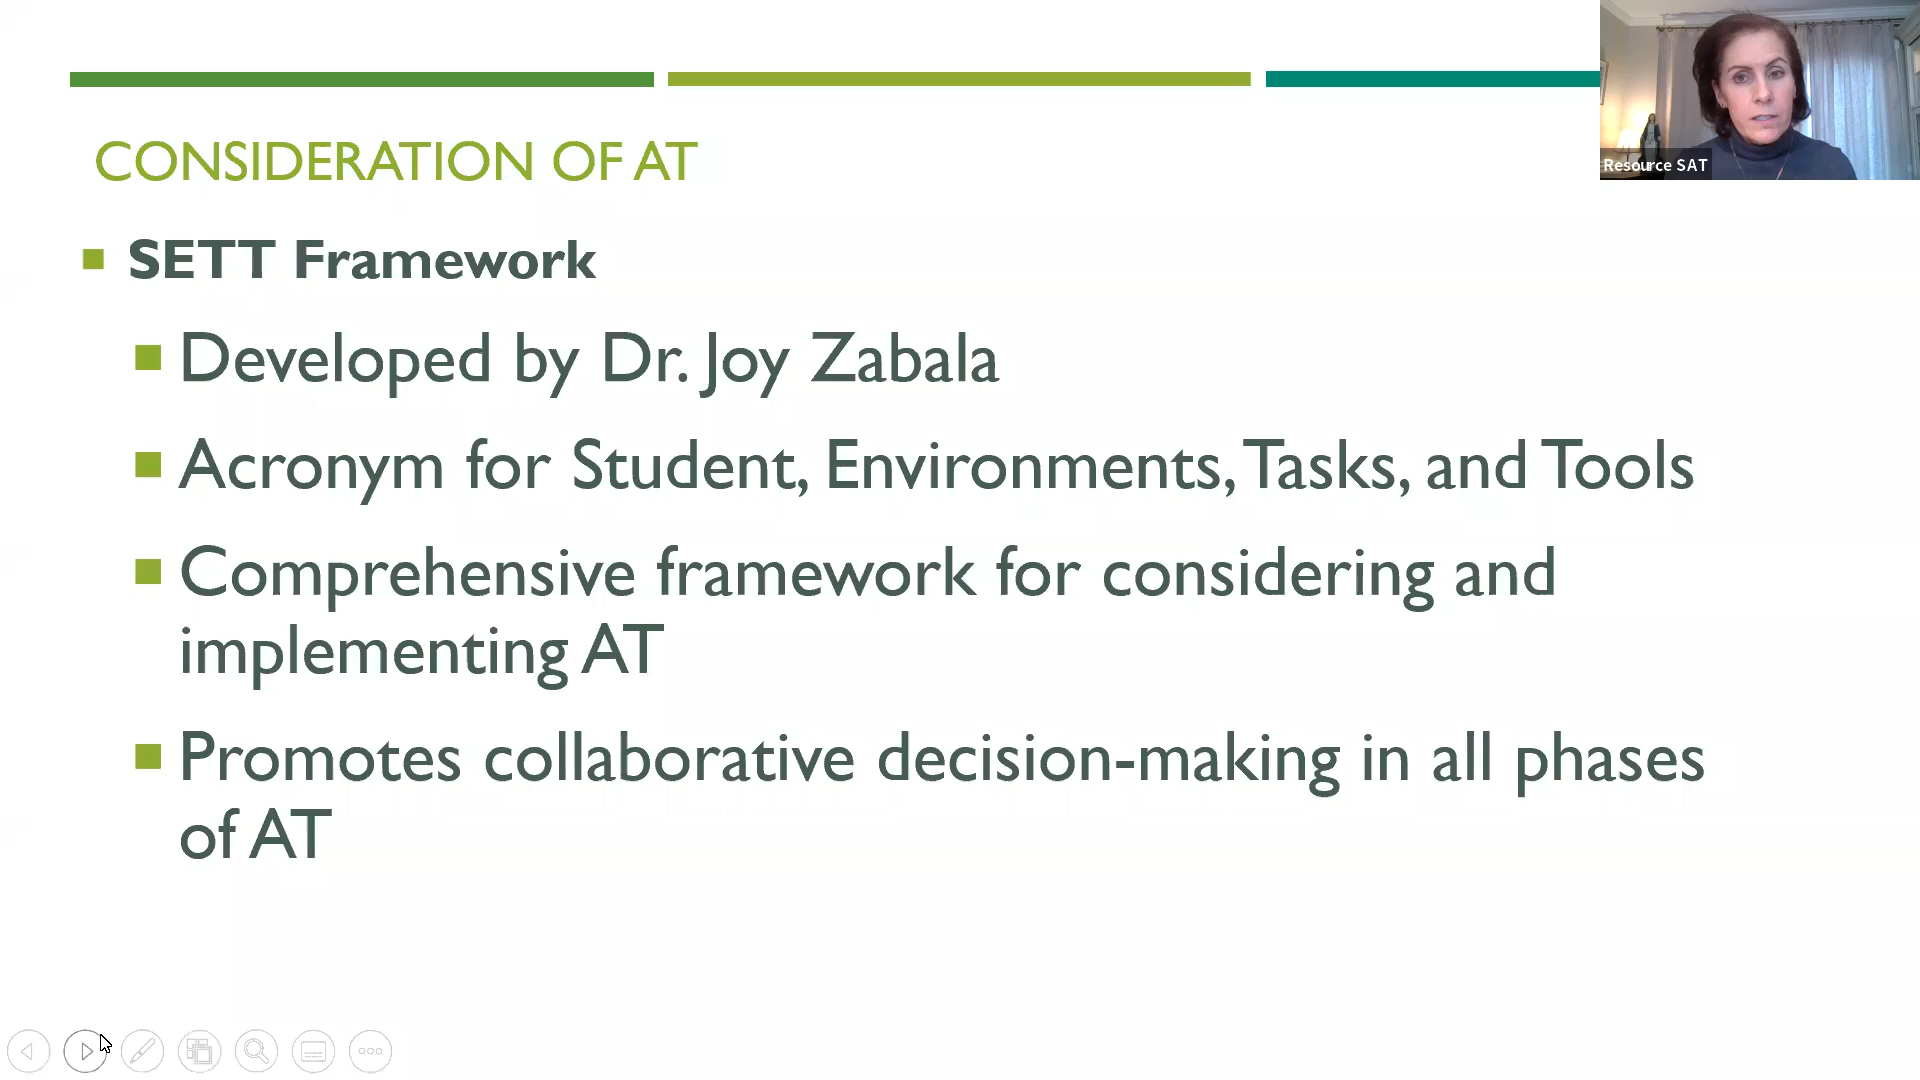 Resource SAT
CONSIDERATION OF AT
SETT Framework
Developed by Dr. Joy Zabala
Acronym for Student, Environments, Tasks, and Tools
Comprehensive framework for considering and
implementing AT
Promotes collaborative decision-making in all phases
of AT